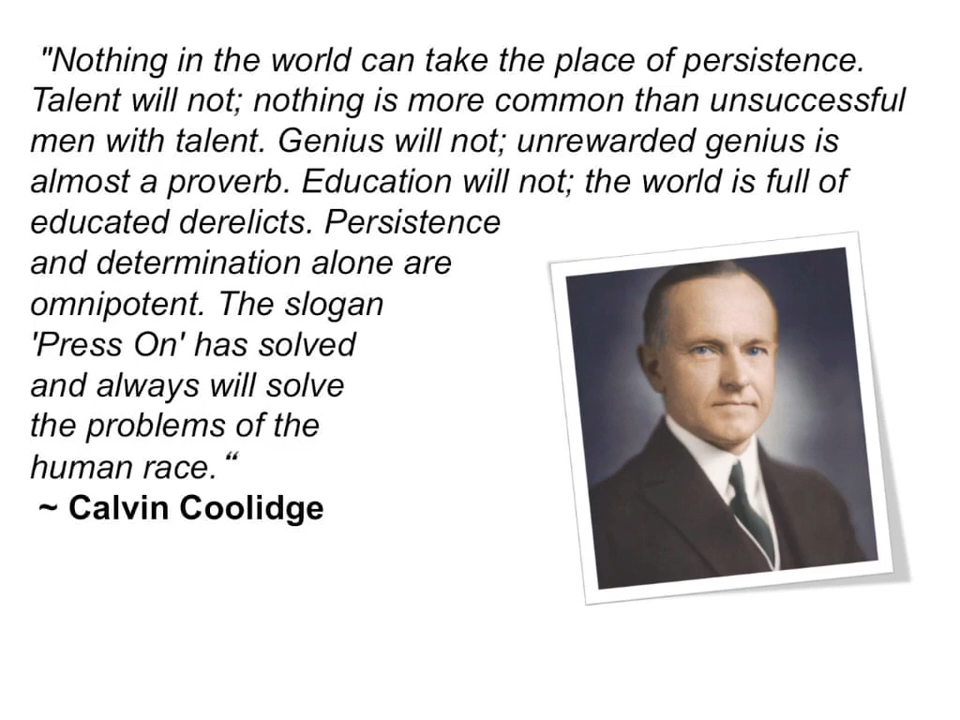 "Nothing in the world can take the place of persistence.
Talent will not; nothing is more common than unsuccessful
men with talent. Genius will not; unrewarded genius is
almost a proverb. Education will not; the world is full of
educated derelicts. Persistence
and determination alone are
omnipotent. The slogan
'Press On' has solved
and always will solve
the problems of the
human race.“
~ Calvin Coolidge